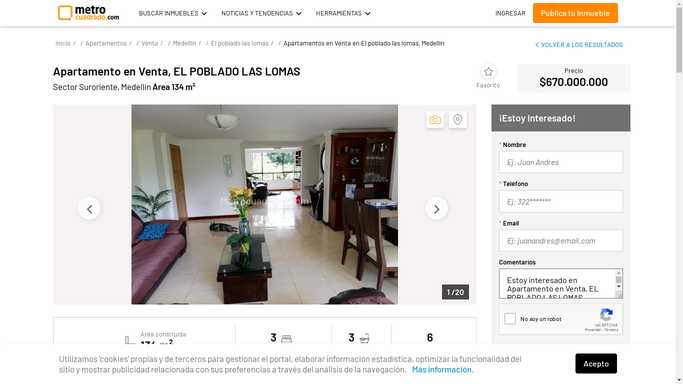 metro
cuadrado.com
BUSCAR INMUEBLES
NOTICIAS Y TENDENCIAS
HERRAMIENTAS
INGRESAR
Publica tu Inmueble
Inicio / / Apartamentos / / Venta / / Medellin / / El poblado las lomas / / Apartamentos en Venta en El poblado las lomas, Medellin
VOLVER A LOS RESULTADOS
Apartamento en Venta, EL POBLADO LAS LOMAS
Sector Suroriente, Medellín Área 134 m²
Favorito
Precio
$670.000.000
¡Estoy Interesado!
* Nombre
Ej: Juan Andres
* Telefono
Ej: 322*******
* Email
Ej: juanandres@email.com
Comentarios
Estoy interesado en
Apartamento en Venta, EL
POBLADO LAS LOMAS
No soy un robot
reCAPTCHA
Privacidad - Términos
1 / 20
Área construida
134 m²
3
3
6
Utilizamos 'cookies' propias y de terceros para gestionar el portal, elaborar información estadística, optimizar la funcionalidad del
sitio y mostrar publicidad relacionada con sus preferencias a través del análisis de la navegación. Más información.
Acepto